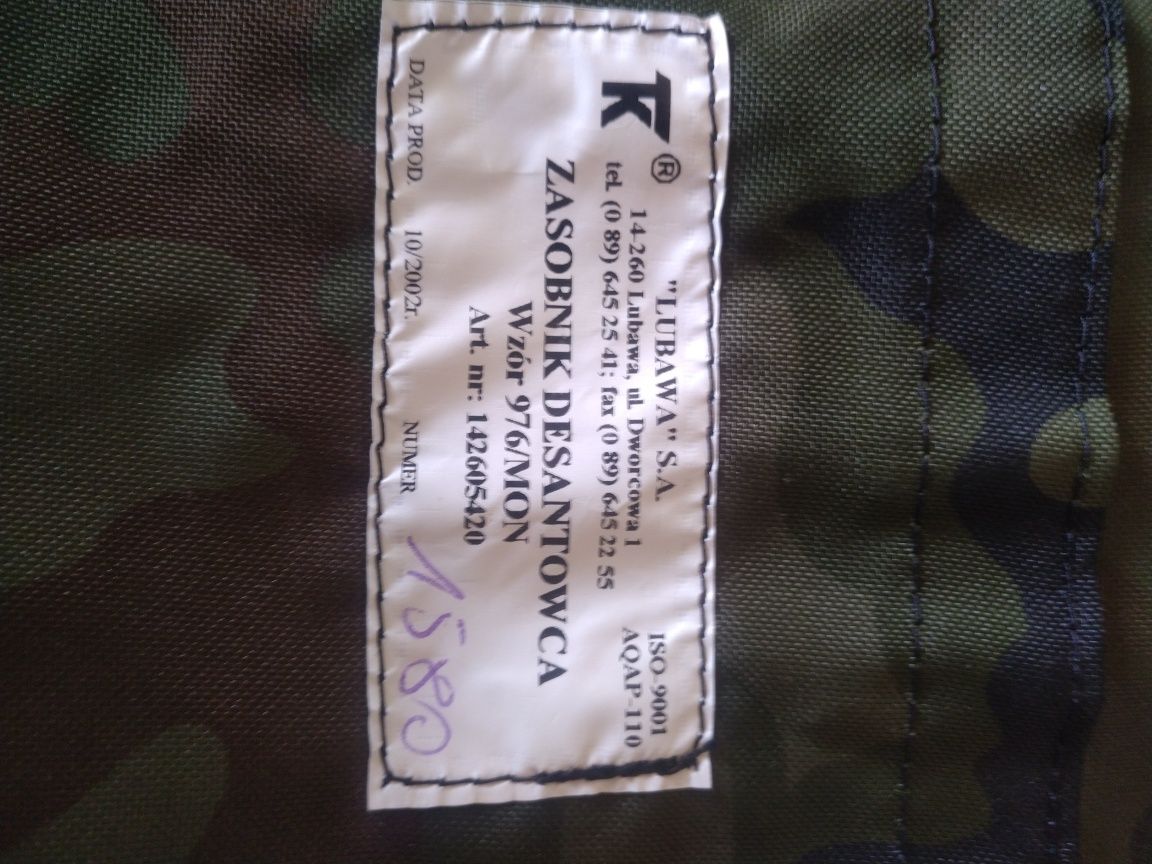 "LUBAWA" S.A.
ISO-9001
TK ®
14-260 Lubawa, ul. Dworcowa 1
AQAP-110
tel. (0 89) 645 25 41; fax (0 89) 645 22 55
ZASOBNIK DESANTOWCA
Wzór 976/MON
Art. nr: 142605420
DATA PROD. 10/2002r. NUMER 1580